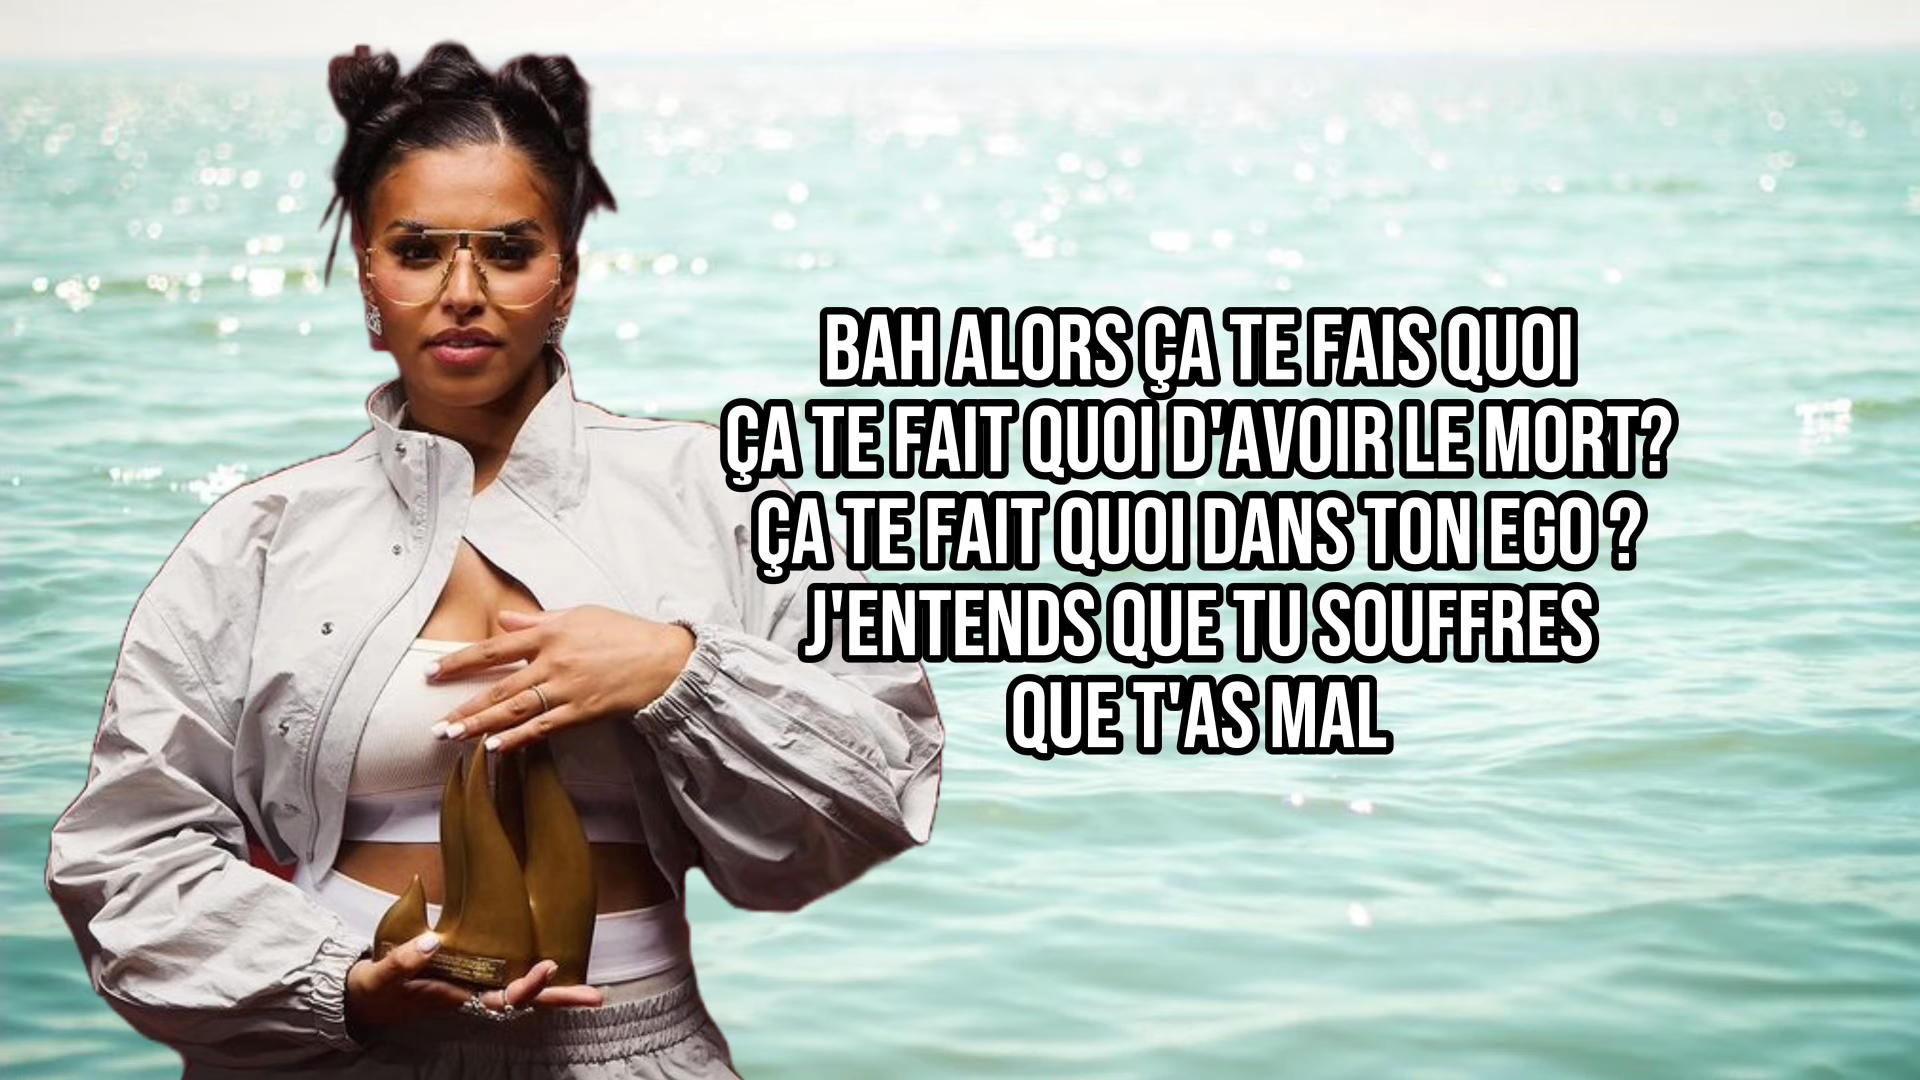 BAH ALORS ÇA TE FAIS QUOI
ÇA TE FAIT QUOI D'AVOIR LE MORT?
ÇA TE FAIT QUOI DANS TON EGO ?
J'ENTENDS QUE TU SOUFFRES
QUE T'AS MAL